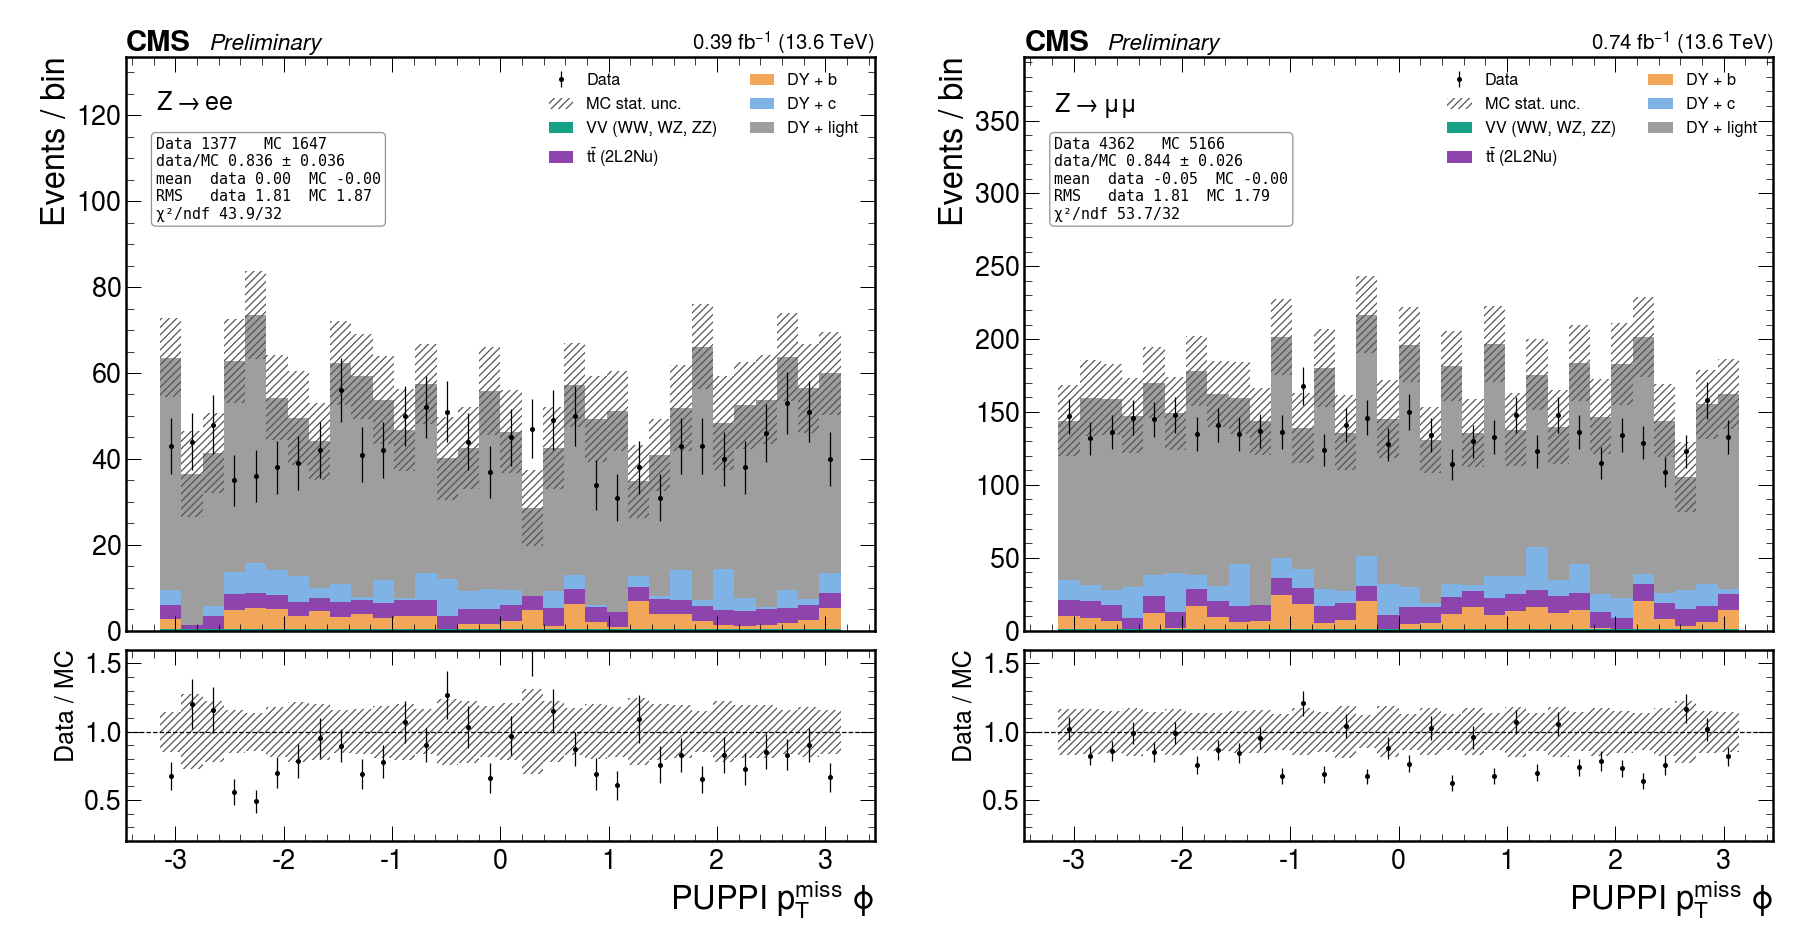 CMS Preliminary 0.39 fb⁻¹ (13.6 TeV)
Events / bin
Z→ee
Data
MC stat. unc.
VV (WW, WZ, ZZ)
tt̄ (2L2Nu)
DY + b
DY + c
DY + light
Data 1377 MC 1647
data/MC 0.836 ± 0.036
mean data 0.00 MC -0.00
RMS data 1.81 MC 1.87
χ²/ndf 43.9/32
120
100
80
60
40
20
0
Data / MC
1.5
1.0
0.5
-3 -2 -1 0 1 2 3
PUPPI p_T^miss ϕ
CMS Preliminary 0.74 fb⁻¹ (13.6 TeV)
Events / bin
Z→μμ
Data
MC stat. unc.
VV (WW, WZ, ZZ)
tt̄ (2L2Nu)
DY + b
DY + c
DY + light
Data 4362 MC 5166
data/MC 0.844 ± 0.026
mean data -0.05 MC -0.00
RMS data 1.81 MC 1.79
χ²/ndf 53.7/32
350
300
250
200
150
100
50
0
Data / MC
1.5
1.0
0.5
-3 -2 -1 0 1 2 3
PUPPI p_T^miss ϕ